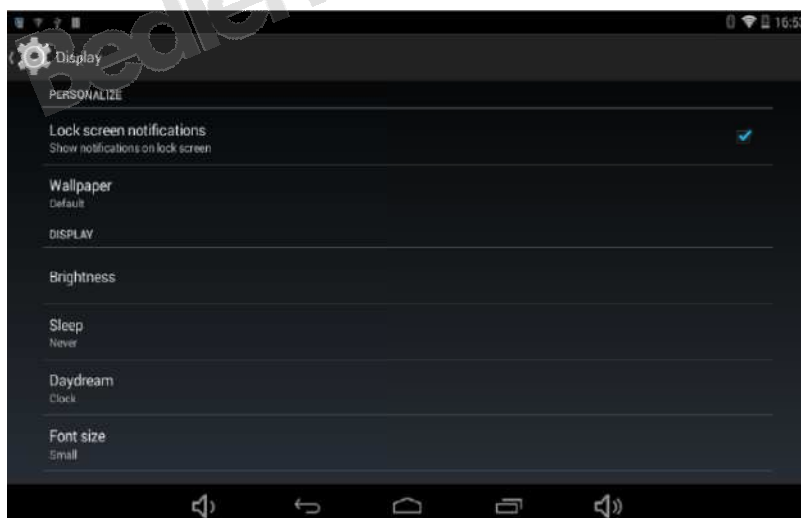 16:53
Display
PERSONALIZE
Lock screen notifications
Show notifications on lock screen
Wallpaper
Default
DISPLAY
Brightness
Sleep
Never
Daydream
Clock
Font size
Small